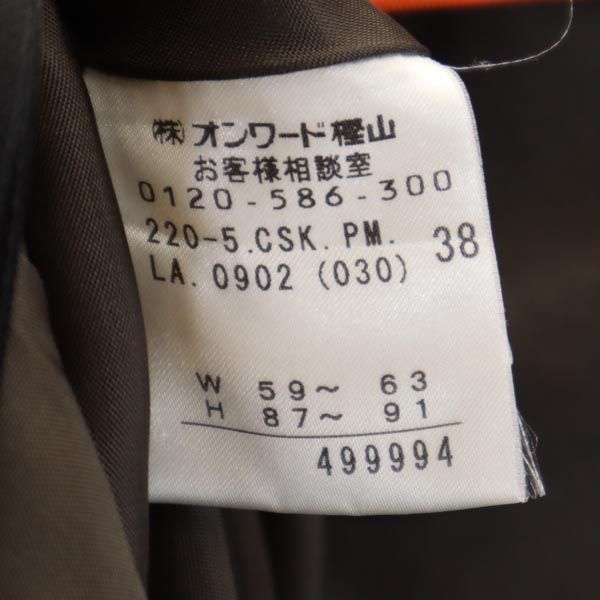 ㈱オンワード樫山
お客様相談室
0120-586-300
220-5.CSK.PM. 38
LA.0902 (030)
W 59~ 63
H 87~ 91
499994